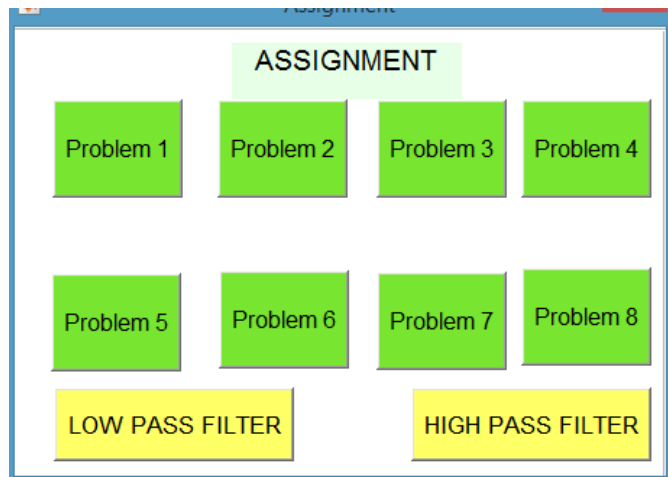 Assignment
ASSIGNMENT
Problem 1
Problem 2
Problem 3
Problem 4
Problem 5
Problem 6
Problem 7
Problem 8
LOW PASS FILTER
HIGH PASS FILTER